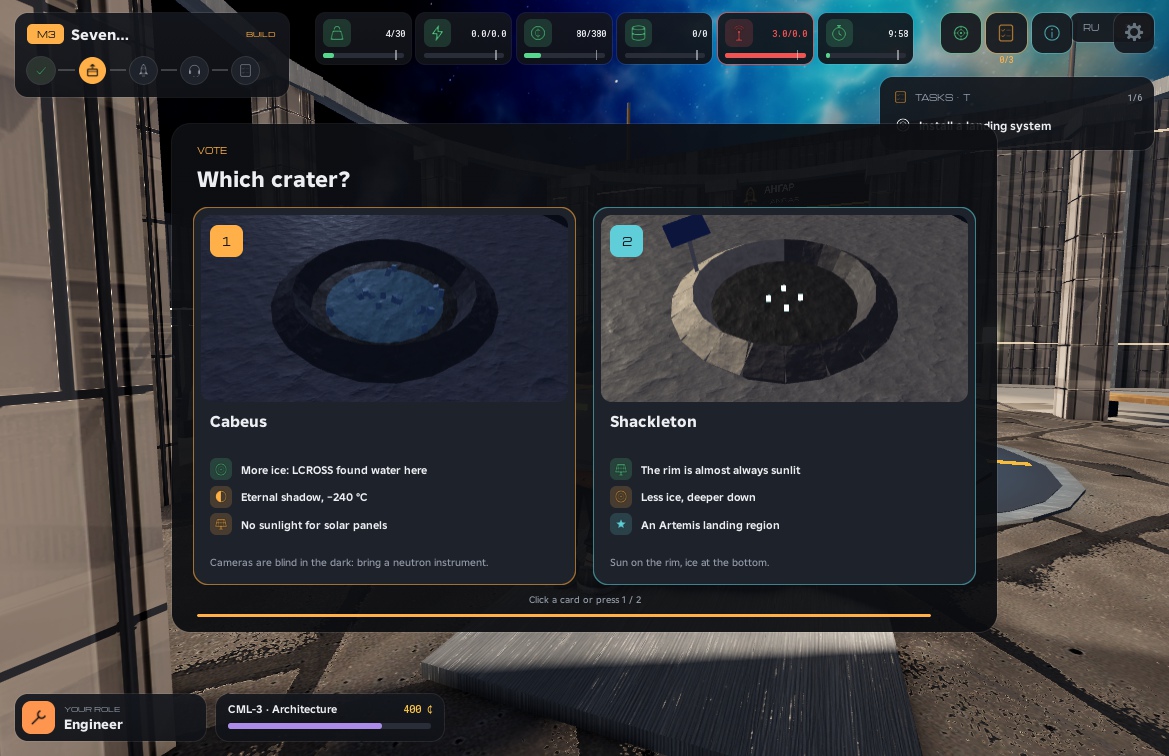 M3 Seven... BUILD
4/30
0.0/0.0
80/380
0/0
3.0/0.0
9:58
0/3
RU
TASKS · T 1/6
Install a landing system
VOTE
Which crater?
АНГАР
1
2
Cabeus
More ice: LCROSS found water here
Eternal shadow, −240 °C
No sunlight for solar panels
Cameras are blind in the dark: bring a neutron instrument.
Shackleton
The rim is almost always sunlit
Less ice, deeper down
An Artemis landing region
Sun on the rim, ice at the bottom.
Click a card or press 1 / 2
YOUR ROLE
Engineer
CML-3 · Architecture 400 ₵